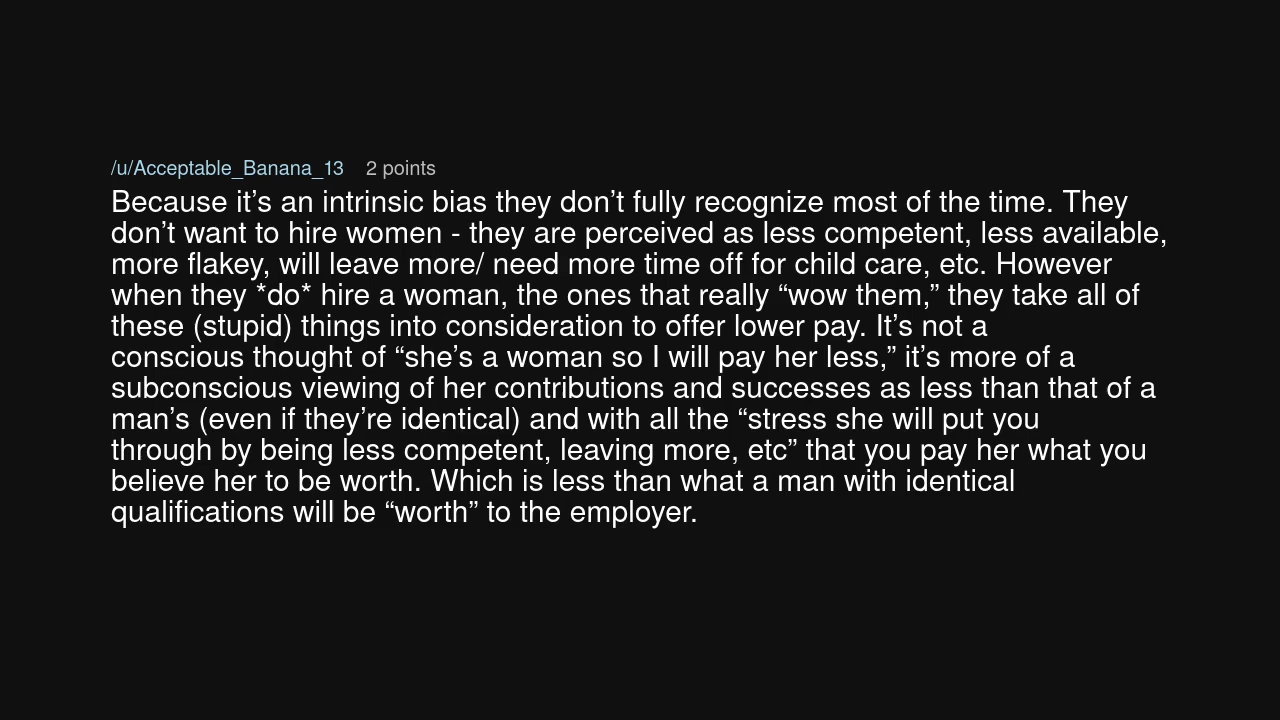 /u/Acceptable_Banana_13 2 points
Because it’s an intrinsic bias they don’t fully recognize most of the time. They
don’t want to hire women - they are perceived as less competent, less available,
more flakey, will leave more/ need more time off for child care, etc. However
when they *do* hire a woman, the ones that really “wow them,” they take all of
these (stupid) things into consideration to offer lower pay. It’s not a
conscious thought of “she’s a woman so I will pay her less,” it’s more of a
subconscious viewing of her contributions and successes as less than that of a
man’s (even if they’re identical) and with all the “stress she will put you
through by being less competent, leaving more, etc” that you pay her what you
believe her to be worth. Which is less than what a man with identical
qualifications will be “worth” to the employer.